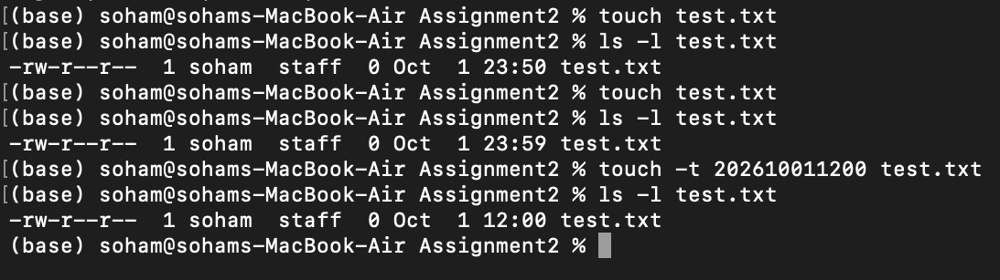 [(base) soham@sohams-MacBook-Air Assignment2 % touch test.txt
[(base) soham@sohams-MacBook-Air Assignment2 % ls -l test.txt
-rw-r--r--  1 soham  staff  0 Oct  1 23:50 test.txt
[(base) soham@sohams-MacBook-Air Assignment2 % touch test.txt
[(base) soham@sohams-MacBook-Air Assignment2 % ls -l test.txt
-rw-r--r--  1 soham  staff  0 Oct  1 23:59 test.txt
[(base) soham@sohams-MacBook-Air Assignment2 % touch -t 202610011200 test.txt
[(base) soham@sohams-MacBook-Air Assignment2 % ls -l test.txt
-rw-r--r--  1 soham  staff  0 Oct  1 12:00 test.txt
(base) soham@sohams-MacBook-Air Assignment2 %